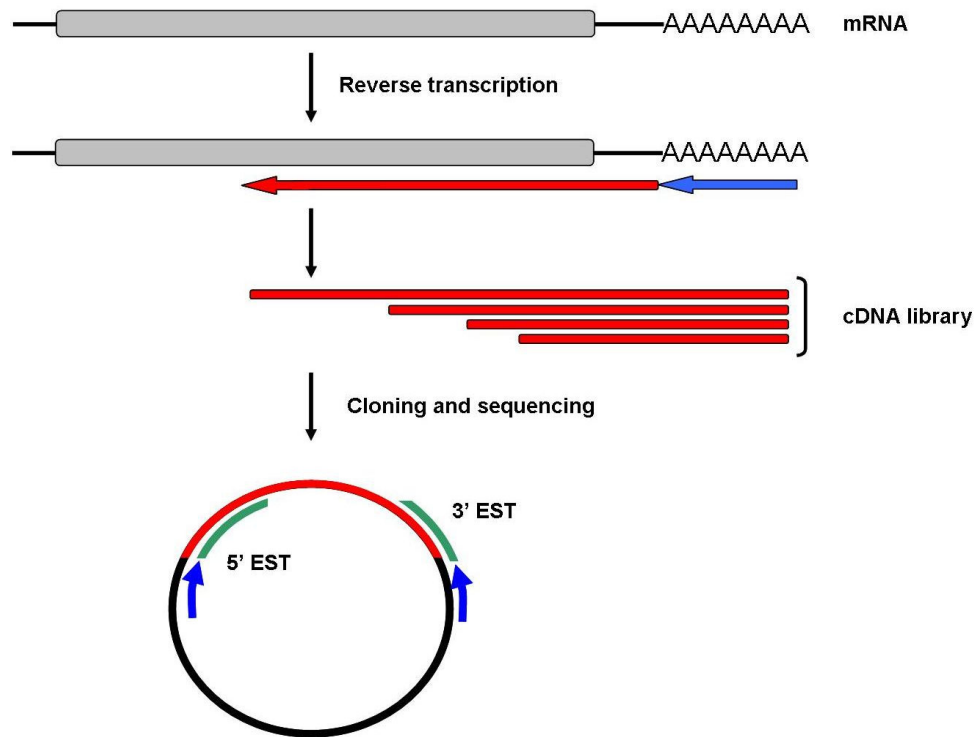 AAAAAAAA mRNA
Reverse transcription
AAAAAAAA
cDNA library
Cloning and sequencing
3’ EST
5’ EST